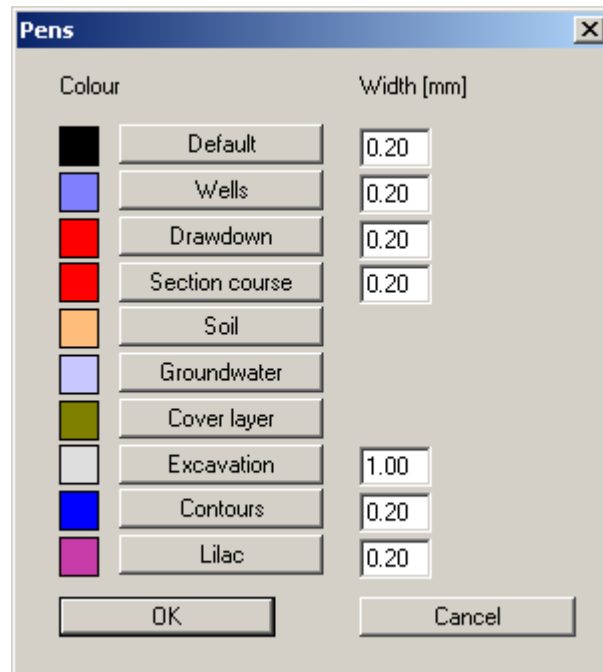 Pens
Colour Width [mm]
Default 0.20
Wells 0.20
Drawdown 0.20
Section course 0.20
Soil
Groundwater
Cover layer
Excavation 1.00
Contours 0.20
Lilac 0.20
OK Cancel